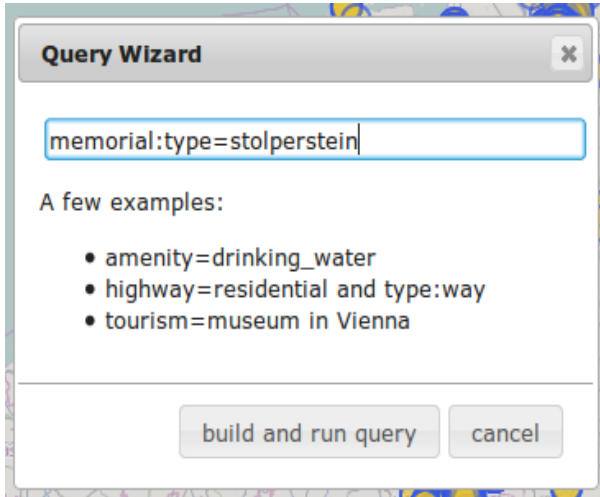 Query Wizard
memorial:type=stolperstein
A few examples:
• amenity=drinking_water
• highway=residential and type:way
• tourism=museum in Vienna
build and run query
cancel